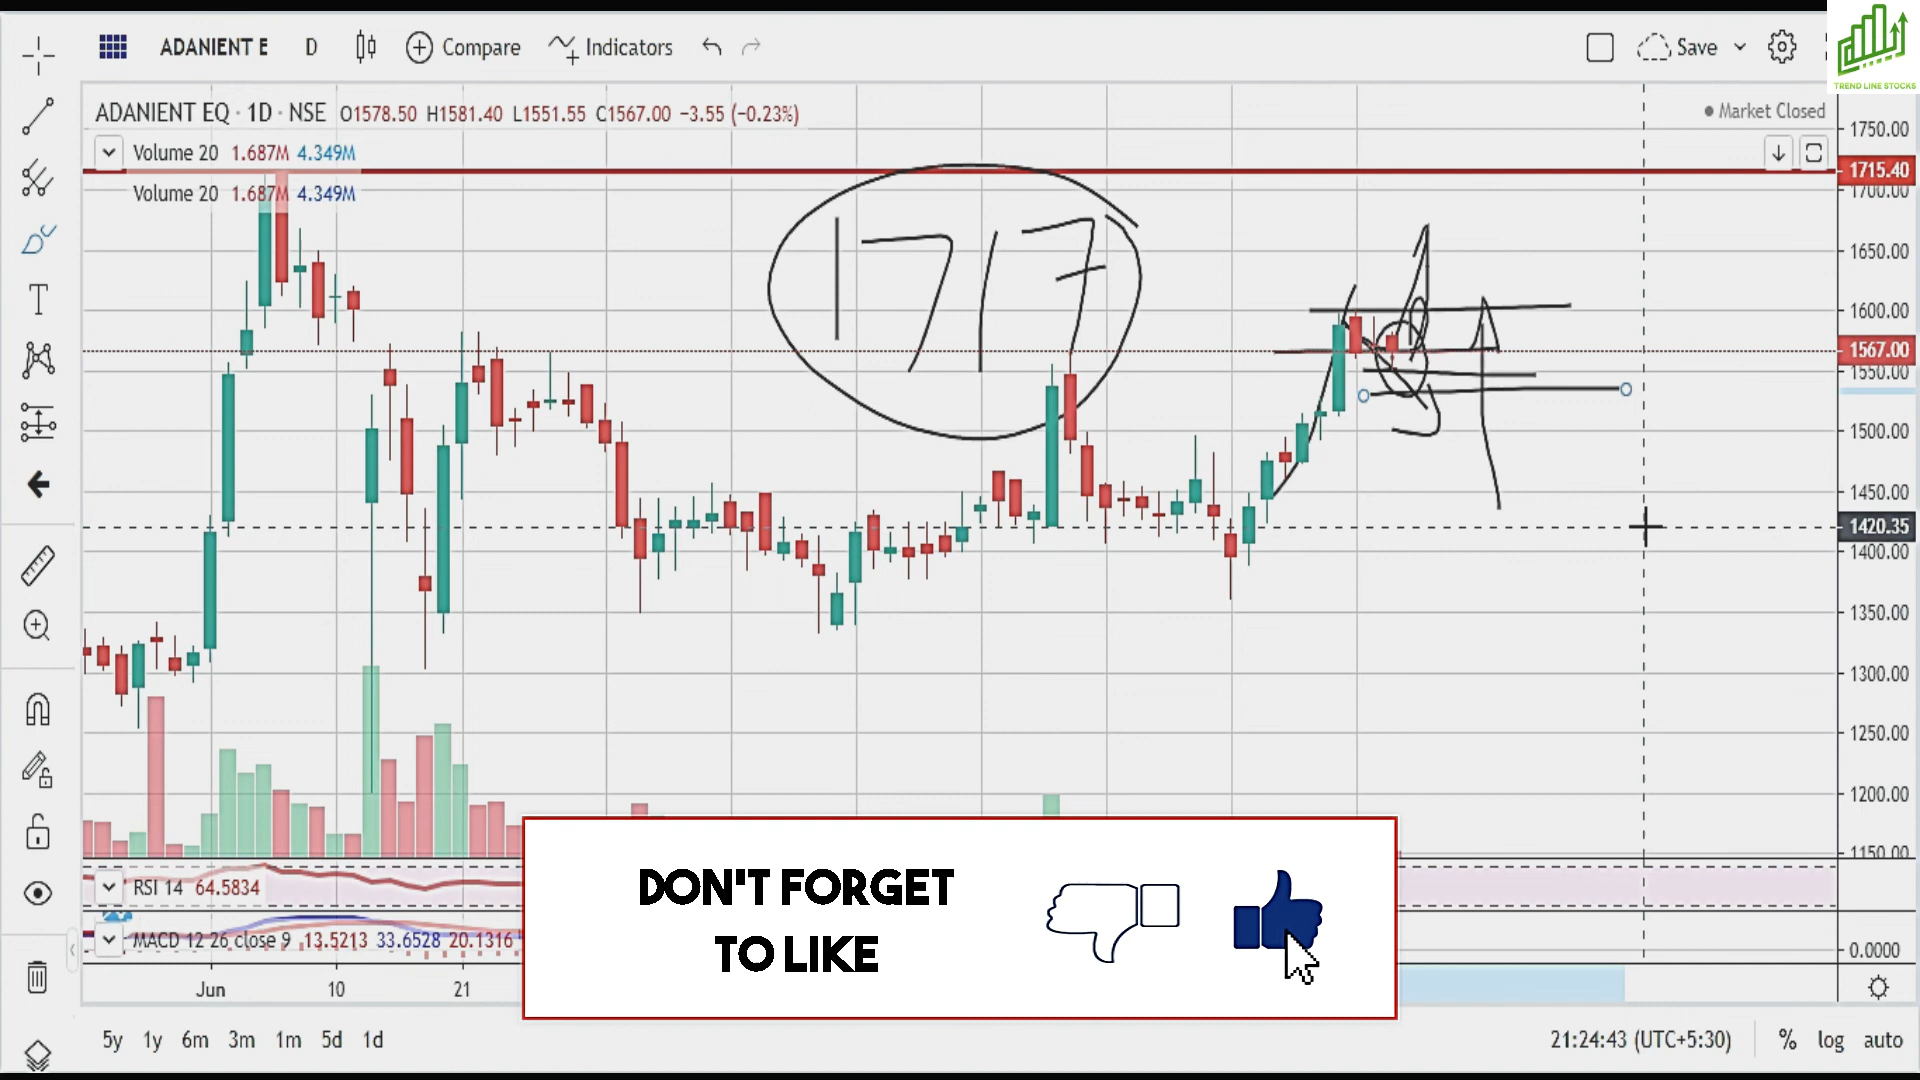 ADANIENT E D Compare Indicators Save
TREND LINE STOCKS
ADANIENT EQ · 1D · NSE O1578.50 H1581.40 L1551.55 C1567.00 −3.55 (−0.23%)
Market Closed
Volume 20 1.687M 4.349M
Volume 20 1.687M 4.349M
1717
1750.00
1715.40
1700.00
1650.00
1600.00
1567.00
1550.00
1500.00
1450.00
1420.35
1400.00
1350.00
1300.00
1250.00
1200.00
1150.00
RSI 14 64.5834
MACD 12 26 close 9 13.5213 33.6528 20.1316
0.0000
DON'T FORGET
TO LIKE
Jun 10 21
5y 1y 6m 3m 1m 5d 1d
21:24:43 (UTC+5:30) % log auto